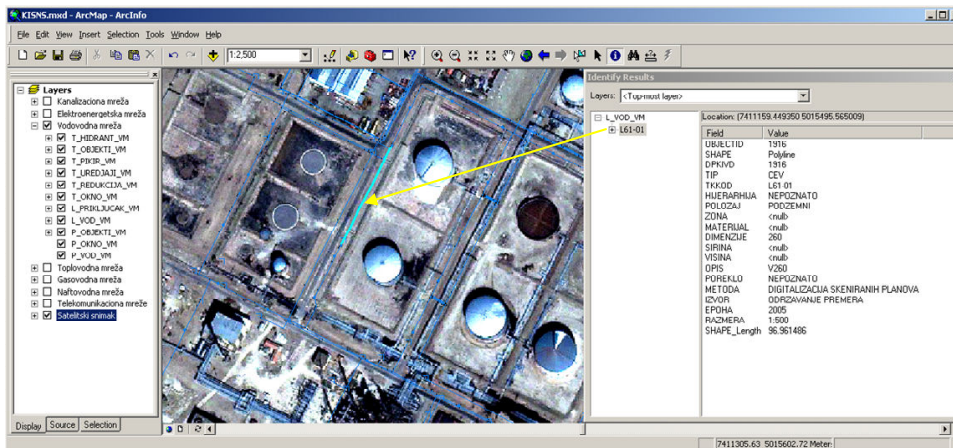 KISNS.mxd - ArcMap - ArcInfo
File Edit View Insert Selection Tools Window Help
1:2,500
Layers
Kanalizaciona mreža
Elektroenergetska mreža
Vodovodna mreža
T_HIDRANT_VM
T_OBJEKTI_VM
T_PIKIR_VM
T_UREDJAJI_VM
T_REDUKCIJA_VM
T_OKNO_VM
L_PRIKLJUCAK_VM
L_VOD_VM
P_OBJEKTI_VM
P_OKNO_VM
P_VOD_VM
Toplovodna mreža
Gasovodna mreža
Naftovodna mreža
Telekomunikaciona mreže
Satelitski snimak
Display Source Selection
Identify Results
Layers: <Top-most layer>
L_VOD_VM
L61-01
Location: (7411159.449350 5015495.565009)
Field Value
OBJECTID 1916
SHAPE Polyline
DPKIVD 1916
TIP CEV
TKKOD L61-01
HIJERARHIJA NEPOZNATO
POLOZAJ PODZEMNI
ZONA <null>
MATERIJAL <null>
DIMENZIJE 260
SIRINA <null>
VISINA <null>
OPIS V260
POREKLO NEPOZNATO
METODA DIGITALIZACIJA SKENIRANIH PLANOVA
IZVOR ODRZAVANJE PREMERA
EPOHA 2005
RAZMERA 1:500
SHAPE_Length 96.961486
7411305.63 5015602.72 Meter: